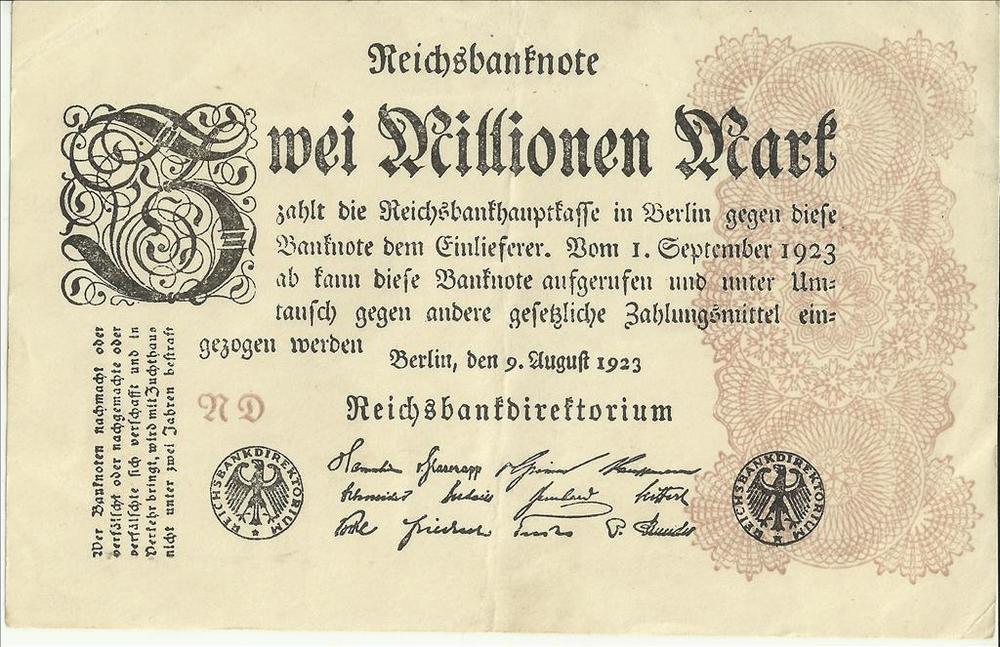 Reichsbanknote
Zwei Millionen Mark
zahlt die Reichsbankhauptkasse in Berlin gegen diese
Banknote dem Einlieferer. Vom 1. September 1923
ab kann diese Banknote aufgerufen und unter Um-
tausch gegen andere gesetzliche Zahlungsmittel ein-
gezogen werden
Berlin, den 9. August 1923
Reichsbankdirektorium
ND
REICHSBANKDIREKTORIUM
REICHSBANKDIREKTORIUM
Wer Banknoten nachmacht oder
verfälscht oder nachgemachte oder
verfälschte sich verschafft und in
Verkehr bringt, wird mit Zuchthaus
nicht unter zwei Jahren bestraft